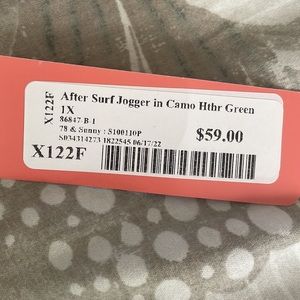 X122F
After Surf Jogger in Camo Hthr Green
1X
86847-B-1
78 & Sunny : S100110P
S034314273 1822545 06/17/22
$59.00
X122F